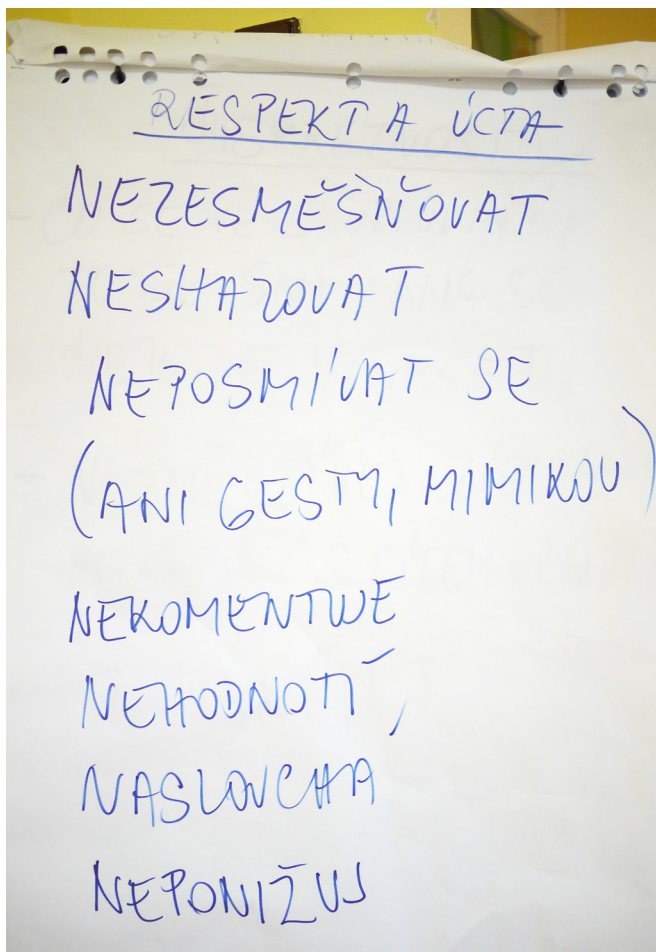 RESPEKT A ÚCTA
NEZESMĚŠŇOVAT
NESHAZOVAT
NEPOSMÍVAT SE
(ANI GESTY, MIMIKOU)
NEKOMENTUJE
NEHODNOTÍ,
NASLOUCHÁ
NEPONIŽUJ